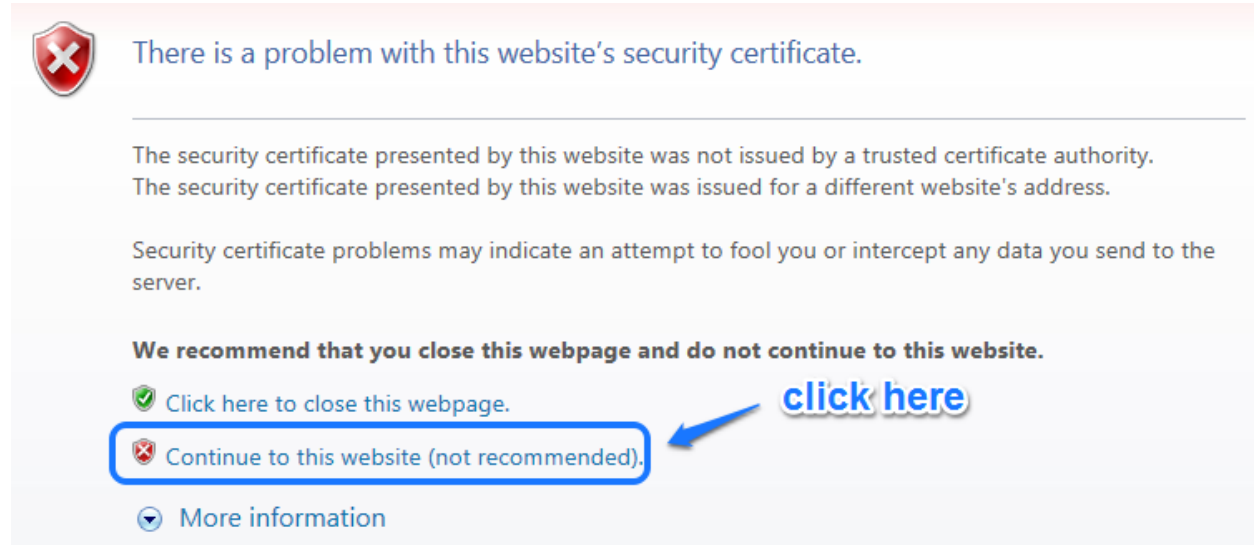 There is a problem with this website's security certificate.
The security certificate presented by this website was not issued by a trusted certificate authority.
The security certificate presented by this website was issued for a different website's address.
Security certificate problems may indicate an attempt to fool you or intercept any data you send to the
server.
We recommend that you close this webpage and do not continue to this website.
click here
Click here to close this webpage.
Continue to this website (not recommended).
More information